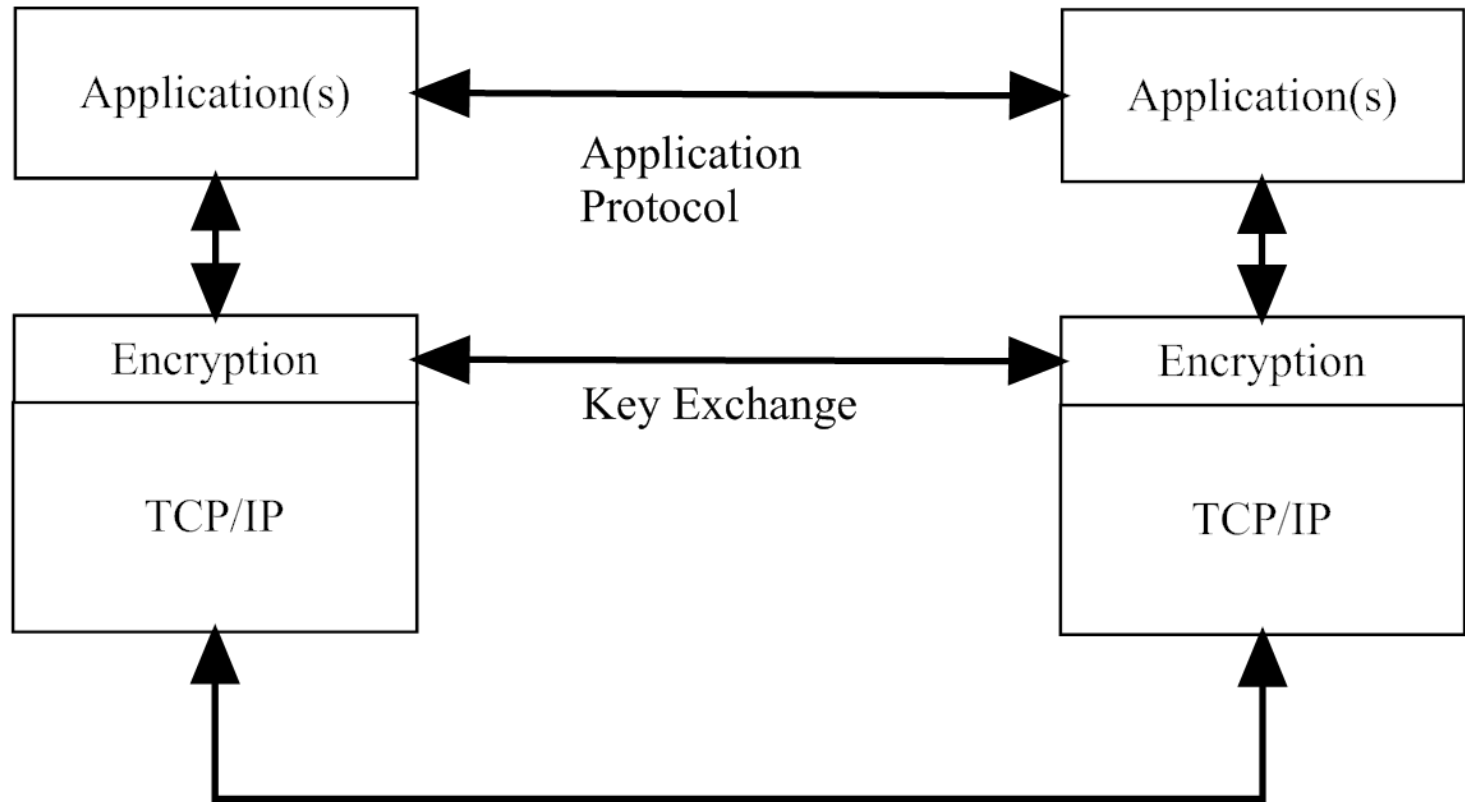 Application(s)
Application(s)
Application
Protocol
Encryption
Encryption
Key Exchange
TCP/IP
TCP/IP